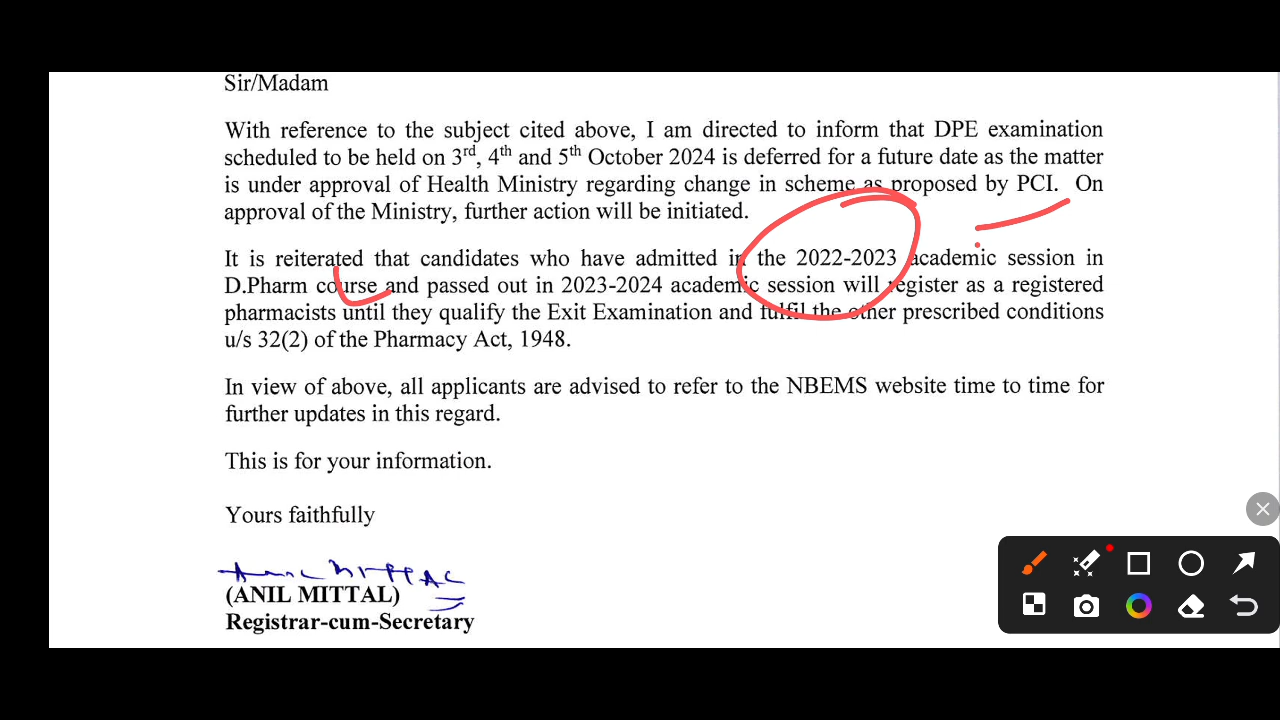 Sir/Madam
With reference to the subject cited above, I am directed to inform that DPE examination
scheduled to be held on 3rd, 4th and 5th October 2024 is deferred for a future date as the matter
is under approval of Health Ministry regarding change in scheme as proposed by PCI. On
approval of the Ministry, further action will be initiated.
It is reiterated that candidates who have admitted in the 2022-2023 academic session in
D.Pharm course and passed out in 2023-2024 academic session will register as a registered
pharmacists until they qualify the Exit Examination and fulfil the other prescribed conditions
u/s 32(2) of the Pharmacy Act, 1948.
In view of above, all applicants are advised to refer to the NBEMS website time to time for
further updates in this regard.
This is for your information.
Yours faithfully
Anil Mittal
(ANIL MITTAL)
Registrar-cum-Secretary